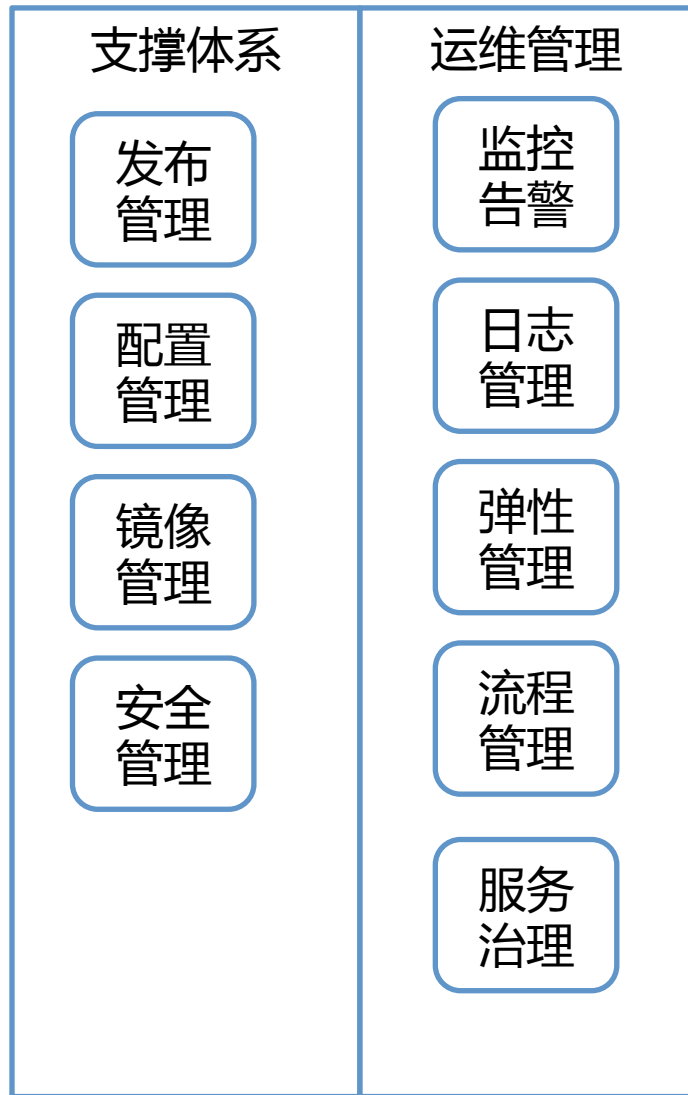 支撑体系
发布
管理
配置
管理
镜像
管理
安全
管理
运维管理
监控
告警
日志
管理
弹性
管理
流程
管理
服务
治理